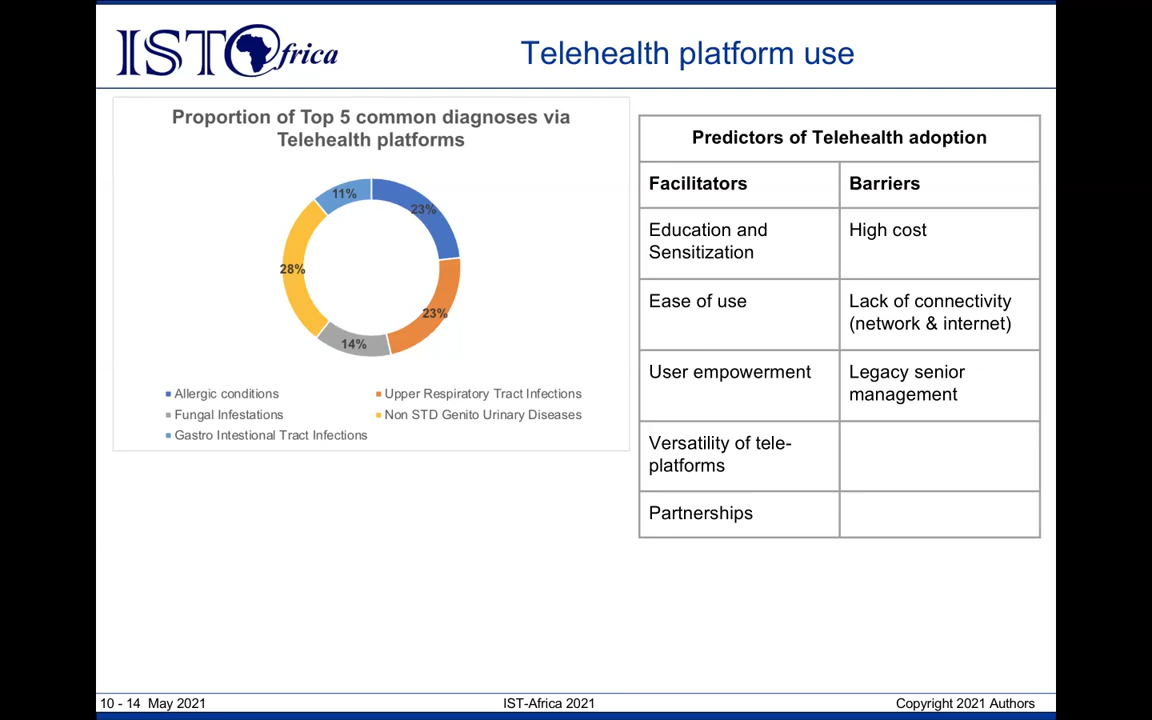 IST Africa
Telehealth platform use
Proportion of Top 5 common diagnoses via
Telehealth platforms
11%
23%
28%
23%
14%
Allergic conditions
Upper Respiratory Tract Infections
Fungal Infestations
Non STD Genito Urinary Diseases
Gastro Intestional Tract Infections
Predictors of Telehealth adoption
Facilitators
Barriers
Education and
Sensitization
High cost
Ease of use
Lack of connectivity
(network & internet)
User empowerment
Legacy senior
management
Versatility of tele-
platforms
Partnerships
10 - 14 May 2021
IST-Africa 2021
Copyright 2021 Authors